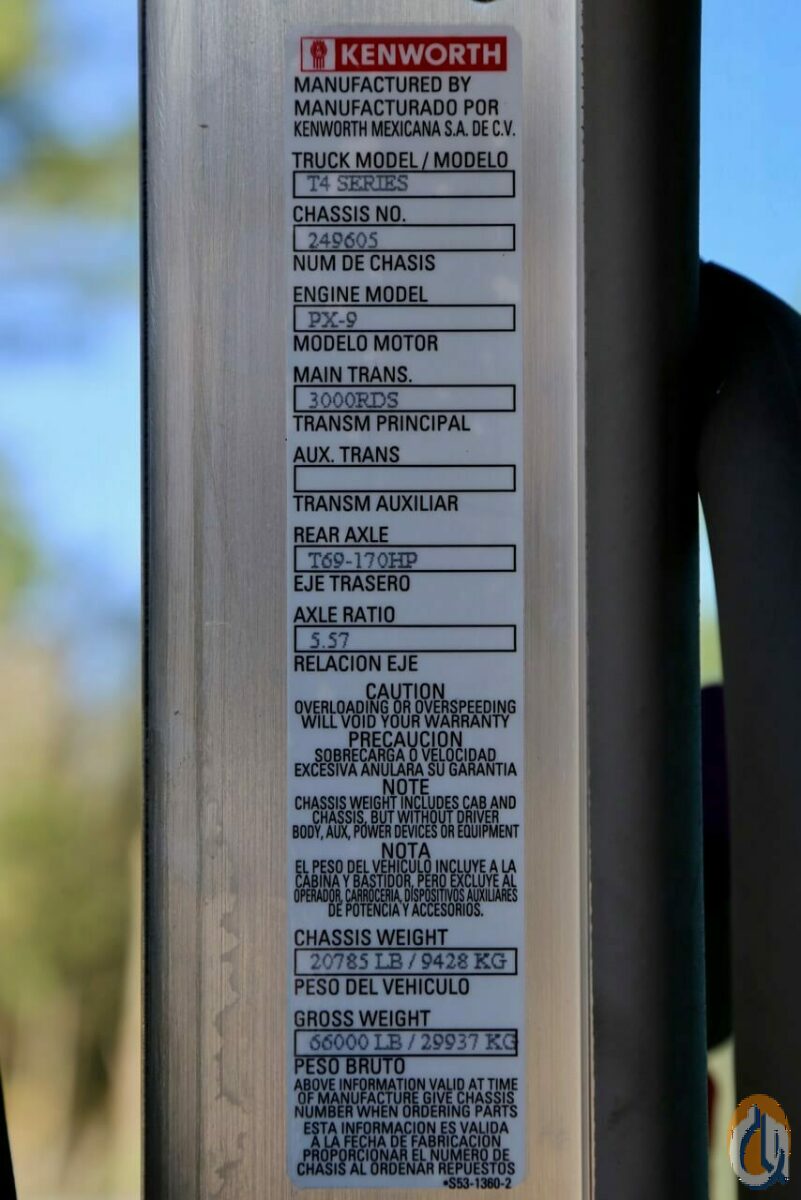 KENWORTH
MANUFACTURED BY
MANUFACTURADO POR
KENWORTH MEXICANA S.A. DE C.V.
TRUCK MODEL / MODELO
T4 SERIES
CHASSIS NO.
249605
NUM DE CHASIS
ENGINE MODEL
PX-9
MODELO MOTOR
MAIN TRANS.
3000RDS
TRANSM PRINCIPAL
AUX. TRANS
TRANSM AUXILIAR
REAR AXLE
T69-170HP
EJE TRASERO
AXLE RATIO
5.57
RELACION EJE
CAUTION
OVERLOADING OR OVERSPEEDING
WILL VOID YOUR WARRANTY
PRECAUCION
SOBRECARGA O VELOCIDAD
EXCESIVA ANULARA SU GARANTIA
NOTE
CHASSIS WEIGHT INCLUDES CAB AND
CHASSIS, BUT WITHOUT DRIVER
BODY, AUX, POWER DEVICES OR EQUIPMENT
NOTA
EL PESO DEL VEHICULO INCLUYE A LA
CABINA Y BASTIDOR, PERO EXCLUYE AL
OPERADOR, CARROCERIA, DISPOSITIVOS AUXILIARES
DE POTENCIA Y ACCESORIOS.
CHASSIS WEIGHT
20785 LB / 9428 KG
PESO DEL VEHICULO
GROSS WEIGHT
66000 LB / 29937 KG
PESO BRUTO
ABOVE INFORMATION VALID AT TIME
OF MANUFACTURE GIVE CHASSIS
NUMBER WHEN ORDERING PARTS
ESTA INFORMACION ES VALIDA
A LA FECHA DE FABRICACION
PROPORCIONAR EL NUMERO DE
CHASIS AL ORDENAR REPUESTOS
*S53-1360-2